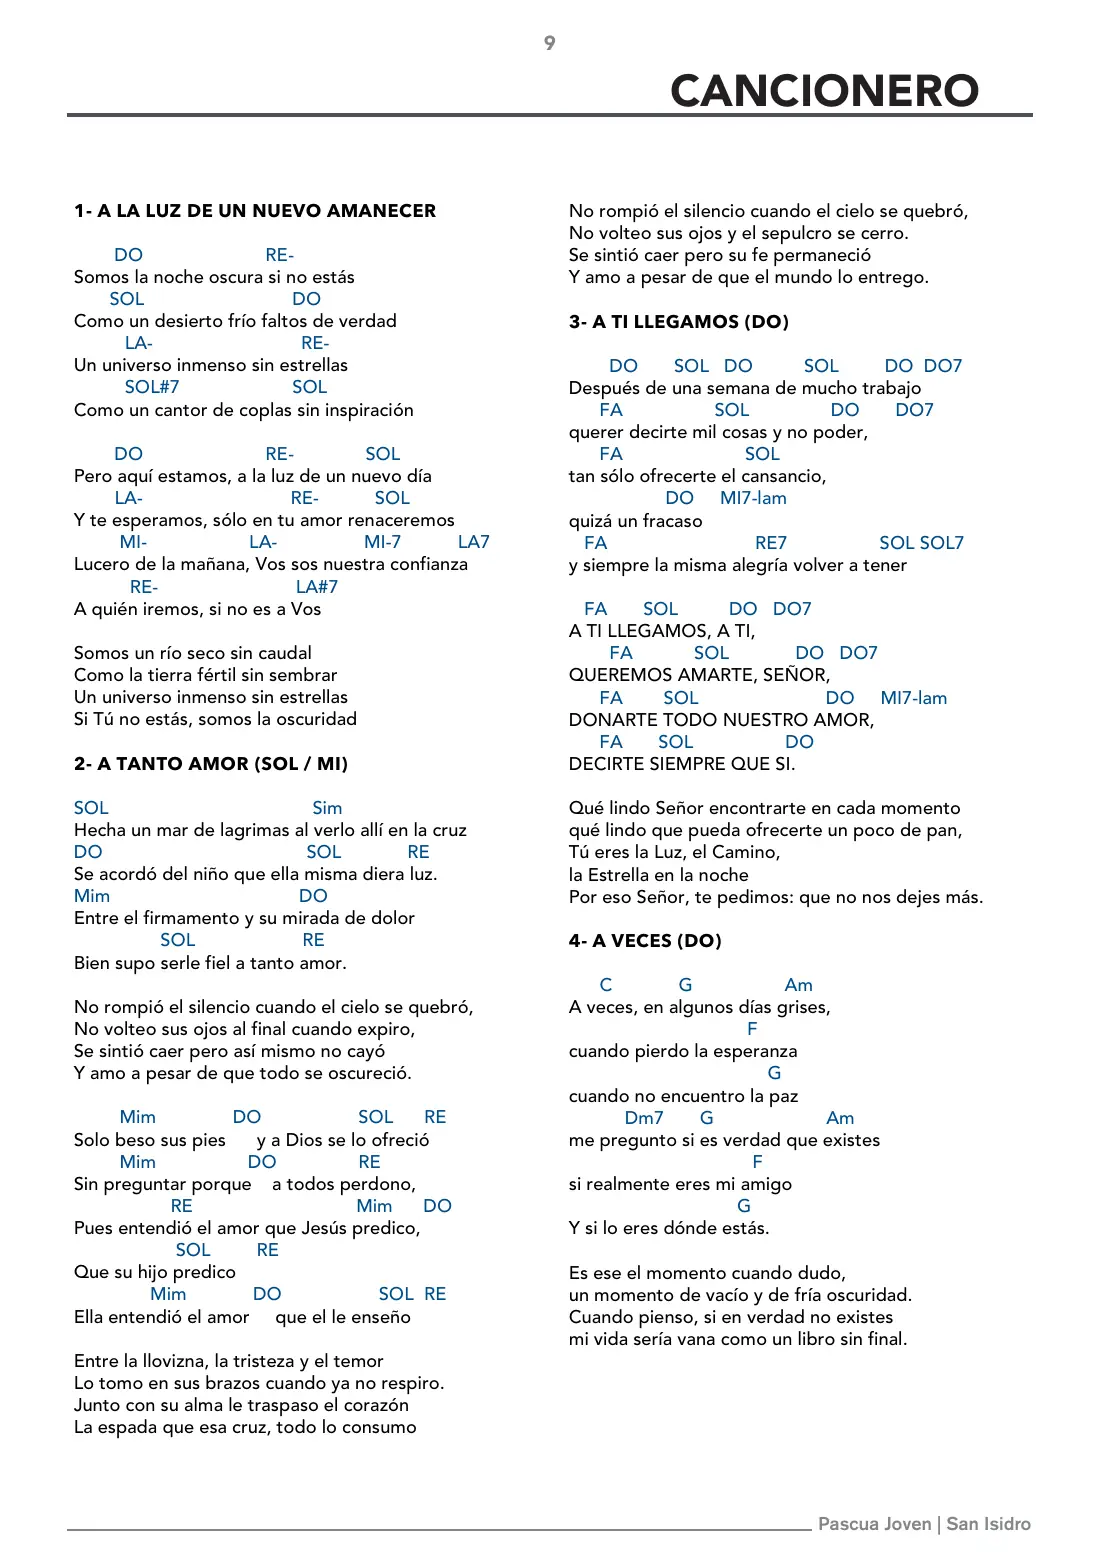 9
CANCIONERO
1- A LA LUZ DE UN NUEVO AMANECER
DO RE-
Somos la noche oscura si no estás
SOL DO
Como un desierto frío faltos de verdad
LA- RE-
Un universo inmenso sin estrellas
SOL#7 SOL
Como un cantor de coplas sin inspiración
DO RE- SOL
Pero aquí estamos, a la luz de un nuevo día
LA- RE- SOL
Y te esperamos, sólo en tu amor renaceremos
MI- LA- MI-7 LA7
Lucero de la mañana, Vos sos nuestra confianza
RE- LA#7
A quién iremos, si no es a Vos
Somos un río seco sin caudal
Como la tierra fértil sin sembrar
Un universo inmenso sin estrellas
Si Tú no estás, somos la oscuridad
2- A TANTO AMOR (SOL / MI)
SOL Sim
Hecha un mar de lagrimas al verlo allí en la cruz
DO SOL RE
Se acordó del niño que ella misma diera luz.
Mim DO
Entre el firmamento y su mirada de dolor
SOL RE
Bien supo serle fiel a tanto amor.
No rompió el silencio cuando el cielo se quebró,
No volteo sus ojos al final cuando expiro,
Se sintió caer pero así mismo no cayó
Y amo a pesar de que todo se oscureció.
Mim DO SOL RE
Solo beso sus pies y a Dios se lo ofreció
Mim DO RE
Sin preguntar porque a todos perdono,
RE Mim DO
Pues entendió el amor que Jesús predico,
SOL RE
Que su hijo predico
Mim DO SOL RE
Ella entendió el amor que el le enseño
Entre la llovizna, la tristeza y el temor
Lo tomo en sus brazos cuando ya no respiro.
Junto con su alma le traspaso el corazón
La espada que esa cruz, todo lo consumo
No rompió el silencio cuando el cielo se quebró,
No volteo sus ojos y el sepulcro se cerro.
Se sintió caer pero su fe permaneció
Y amo a pesar de que el mundo lo entrego.
3- A TI LLEGAMOS (DO)
DO SOL DO SOL DO DO7
Después de una semana de mucho trabajo
FA SOL DO DO7
querer decirte mil cosas y no poder,
FA SOL
tan sólo ofrecerte el cansancio,
DO MI7-lam
quizá un fracaso
FA RE7 SOL SOL7
y siempre la misma alegría volver a tener
FA SOL DO DO7
A TI LLEGAMOS, A TI,
FA SOL DO DO7
QUEREMOS AMARTE, SEÑOR,
FA SOL DO MI7-lam
DONARTE TODO NUESTRO AMOR,
FA SOL DO
DECIRTE SIEMPRE QUE SI.
Qué lindo Señor encontrarte en cada momento
qué lindo que pueda ofrecerte un poco de pan,
Tú eres la Luz, el Camino,
la Estrella en la noche
Por eso Señor, te pedimos: que no nos dejes más.
4- A VECES (DO)
C G Am
A veces, en algunos días grises,
F
cuando pierdo la esperanza
G
cuando no encuentro la paz
Dm7 G Am
me pregunto si es verdad que existes
F
si realmente eres mi amigo
G
Y si lo eres dónde estás.
Es ese el momento cuando dudo,
un momento de vacío y de fría oscuridad.
Cuando pienso, si en verdad no existes
mi vida sería vana como un libro sin final.
Pascua Joven | San Isidro